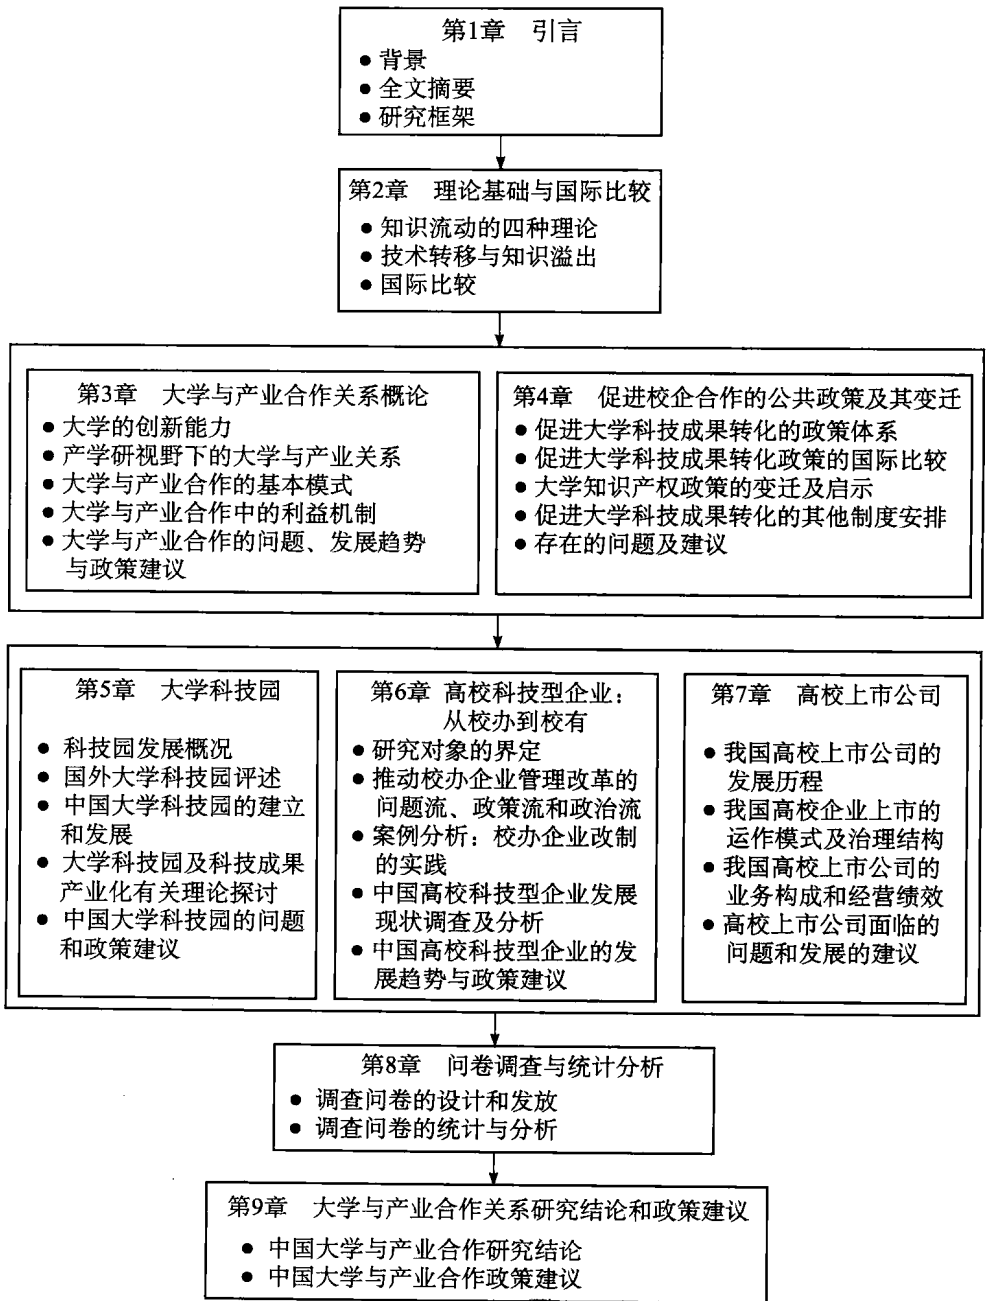 第1章 引言
● 背景
● 全文摘要
● 研究框架
第2章 理论基础与国际比较
● 知识流动的四种理论
● 技术转移与知识溢出
● 国际比较
第3章 大学与产业合作关系概论
● 大学的创新能力
● 产学研视野下的大学与产业关系
● 大学与产业合作的基本模式
● 大学与产业合作中的利益机制
● 大学与产业合作的问题、发展趋势
与政策建议
第4章 促进校企合作的公共政策及其变迁
● 促进大学科技成果转化的政策体系
● 促进大学科技成果转化政策的国际比较
● 大学知识产权政策的变迁及启示
● 促进大学科技成果转化的其他制度安排
● 存在的问题及建议
第5章 大学科技园
● 科技园发展概况
● 国外大学科技园评述
● 中国大学科技园的建立
和发展
● 大学科技园及科技成果
产业化有关理论探讨
● 中国大学科技园的问题
和政策建议
第6章 高校科技型企业：
从校办到校有
● 研究对象的界定
● 推动校办企业管理改革的
问题流、政策流和政治流
● 案例分析：校办企业改制
的实践
● 中国高校科技型企业发展
现状调查及分析
● 中国高校科技型企业的发
展趋势与政策建议
第7章 高校上市公司
● 我国高校上市公司的
发展历程
● 我国高校企业上市的
运作模式及治理结构
● 我国高校上市公司的
业务构成和经营绩效
● 高校上市公司面临的
问题和发展的建议
第8章 问卷调查与统计分析
● 调查问卷的设计和发放
● 调查问卷的统计与分析
第9章 大学与产业合作关系研究结论和政策建议
● 中国大学与产业合作研究结论
● 中国大学与产业合作政策建议